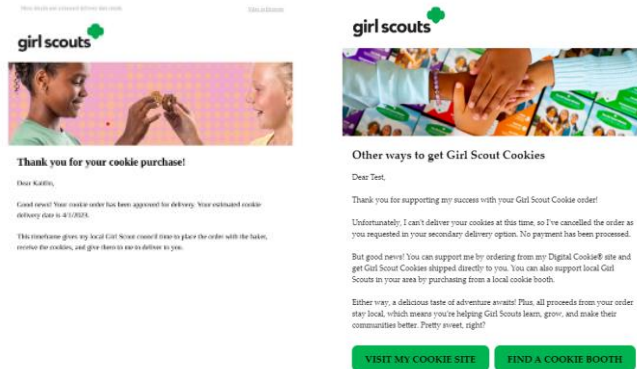 View in Browser
girl scouts
Thank you for your cookie purchase!
Dear Kaitlin,
Good news! Your cookie order has been approved for delivery. Your estimated cookie
delivery date is 4/1/2023.
This timeframe gives my local Girl Scout council time to place the order with the baker,
receive the cookies, and give them to me to deliver to you.
girl scouts
Other ways to get Girl Scout Cookies
Dear Test,
Thank you for supporting my success with your Girl Scout Cookie order!
Unfortunately, I can't deliver your cookies at this time, so I've cancelled the order as
you requested in your secondary delivery option. No payment has been processed.
But good news! You can support me by ordering from my Digital Cookie® site and
get Girl Scout Cookies shipped directly to you. You can also support local Girl
Scouts in your area by purchasing from a local cookie booth.
Either way, a delicious taste of adventure awaits! Plus, all proceeds from your order
stay local, which means you're helping Girl Scouts learn, grow, and make their
communities better. Pretty sweet, right?
VISIT MY COOKIE SITE
FIND A COOKIE BOOTH